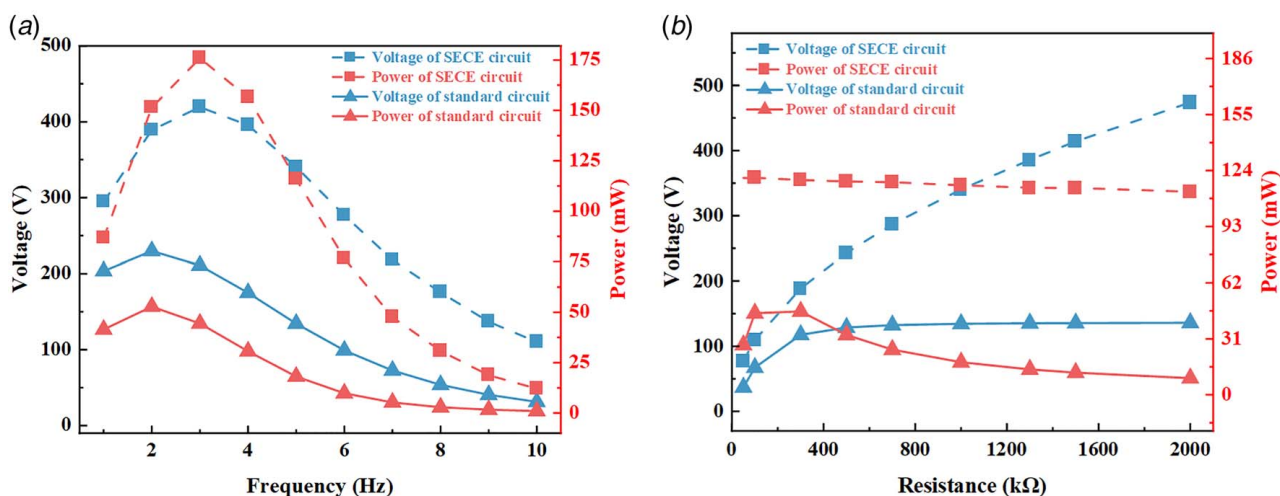 (a)
500
400
300
200
100
0
Voltage (V)
Voltage of SECE circuit
Power of SECE circuit
Voltage of standard circuit
Power of standard circuit
175
150
125
100
75
50
25
0
Power (mW)
2 4 6 8 10
Frequency (Hz)
(b)
500
400
300
200
100
0
Voltage (V)
Voltage of SECE circuit
Power of SECE circuit
Voltage of standard circuit
Power of standard circuit
186
155
124
93
62
31
0
Power (mW)
0 400 800 1200 1600 2000
Resistance (kΩ)